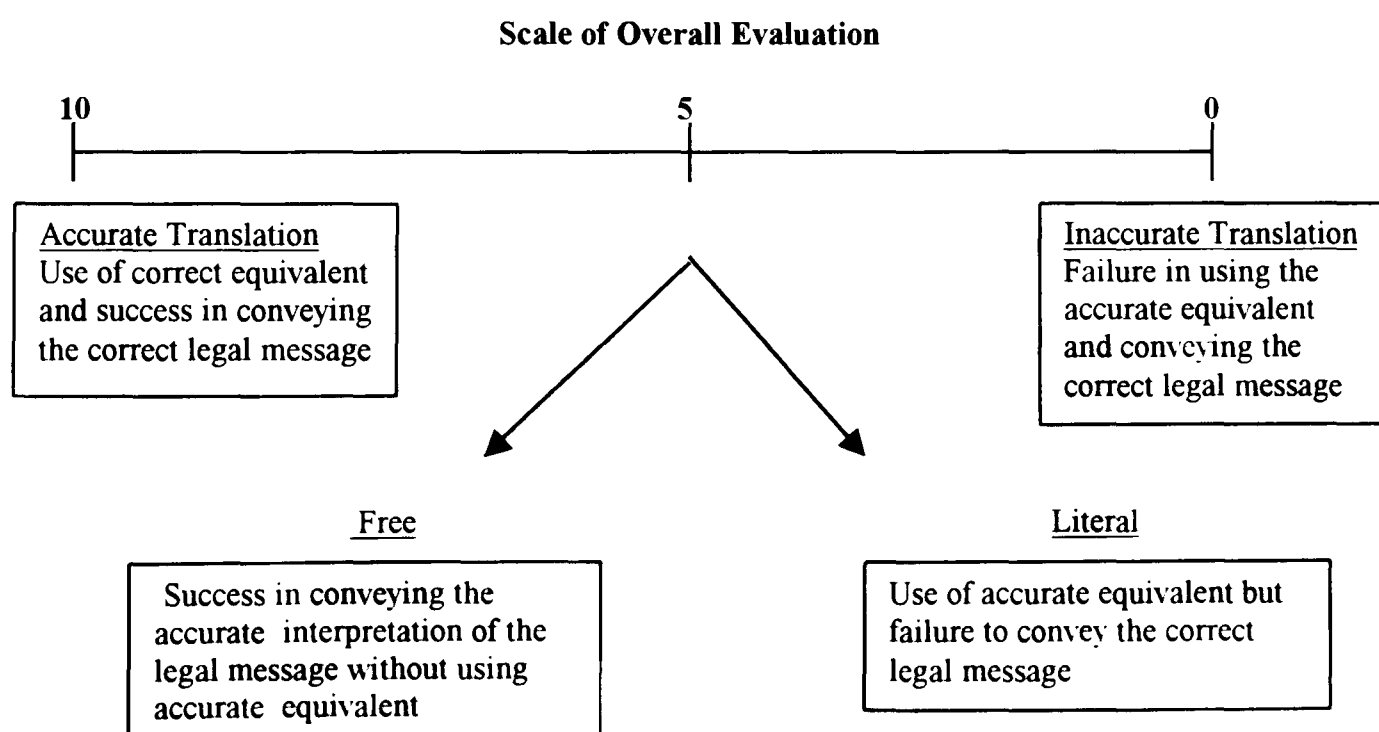 Scale of Overall Evaluation
10 5 0
Accurate Translation
Use of correct equivalent
and success in conveying
the correct legal message
Inaccurate Translation
Failure in using the
accurate equivalent
and conveying the
correct legal message
Free
Success in conveying the
accurate interpretation of the
legal message without using
accurate equivalent
Literal
Use of accurate equivalent but
failure to convey the correct
legal message